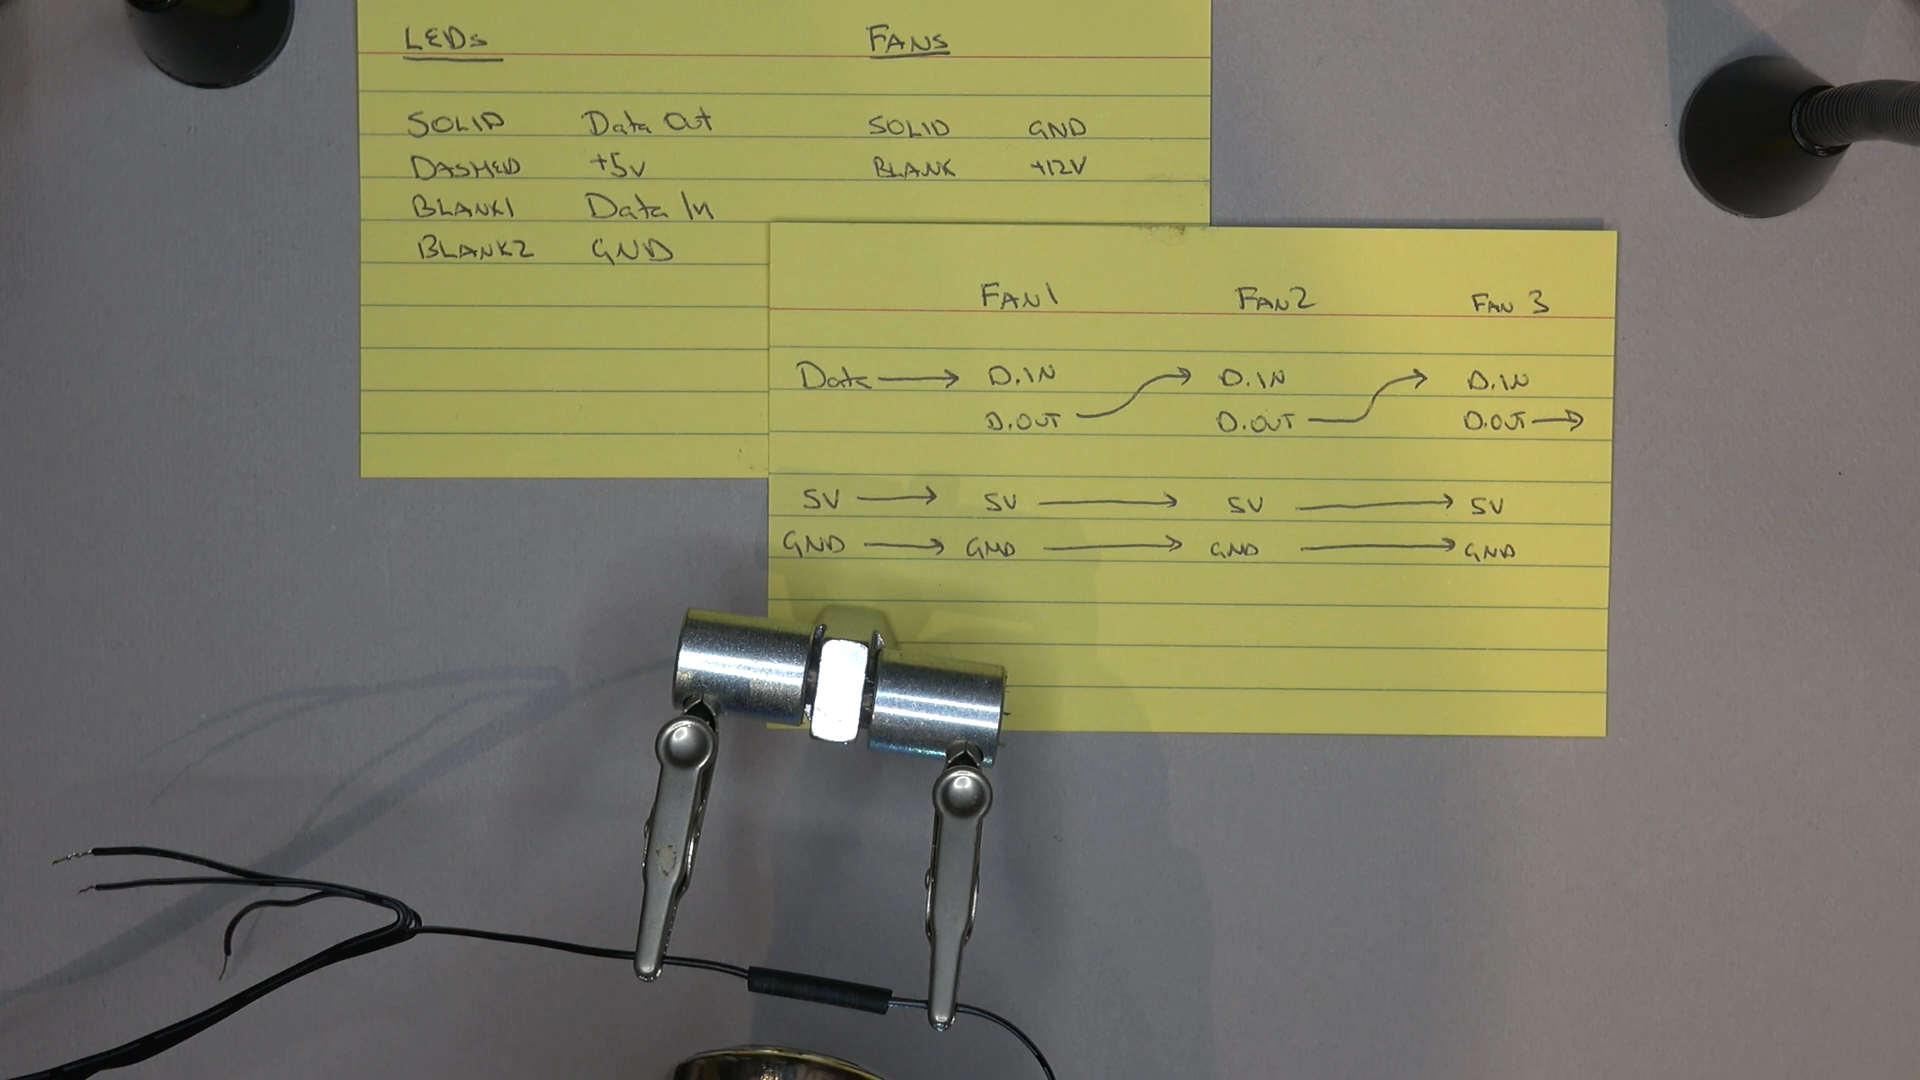 LEDs FANS
SOLID Data Out SOLID GND
DASHED +5v BLANK +12V
BLANK1 Data In
BLANK2 GND
FAN1 FAN2 FAN 3
Data → D.IN D.IN D.IN
D.OUT → D.OUT → D.OUT →
5V → 5V → 5V → 5V
GND → GND → GND → GND